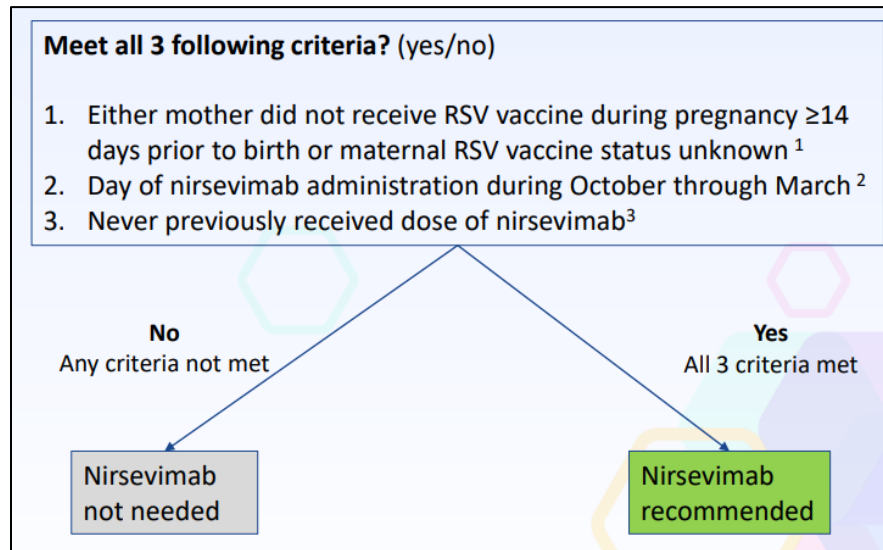 Meet all 3 following criteria? (yes/no)
1. Either mother did not receive RSV vaccine during pregnancy ≥14
days prior to birth or maternal RSV vaccine status unknown 1
2. Day of nirsevimab administration during October through March 2
3. Never previously received dose of nirsevimab3
No
Any criteria not met
Yes
All 3 criteria met
Nirsevimab
not needed
Nirsevimab
recommended